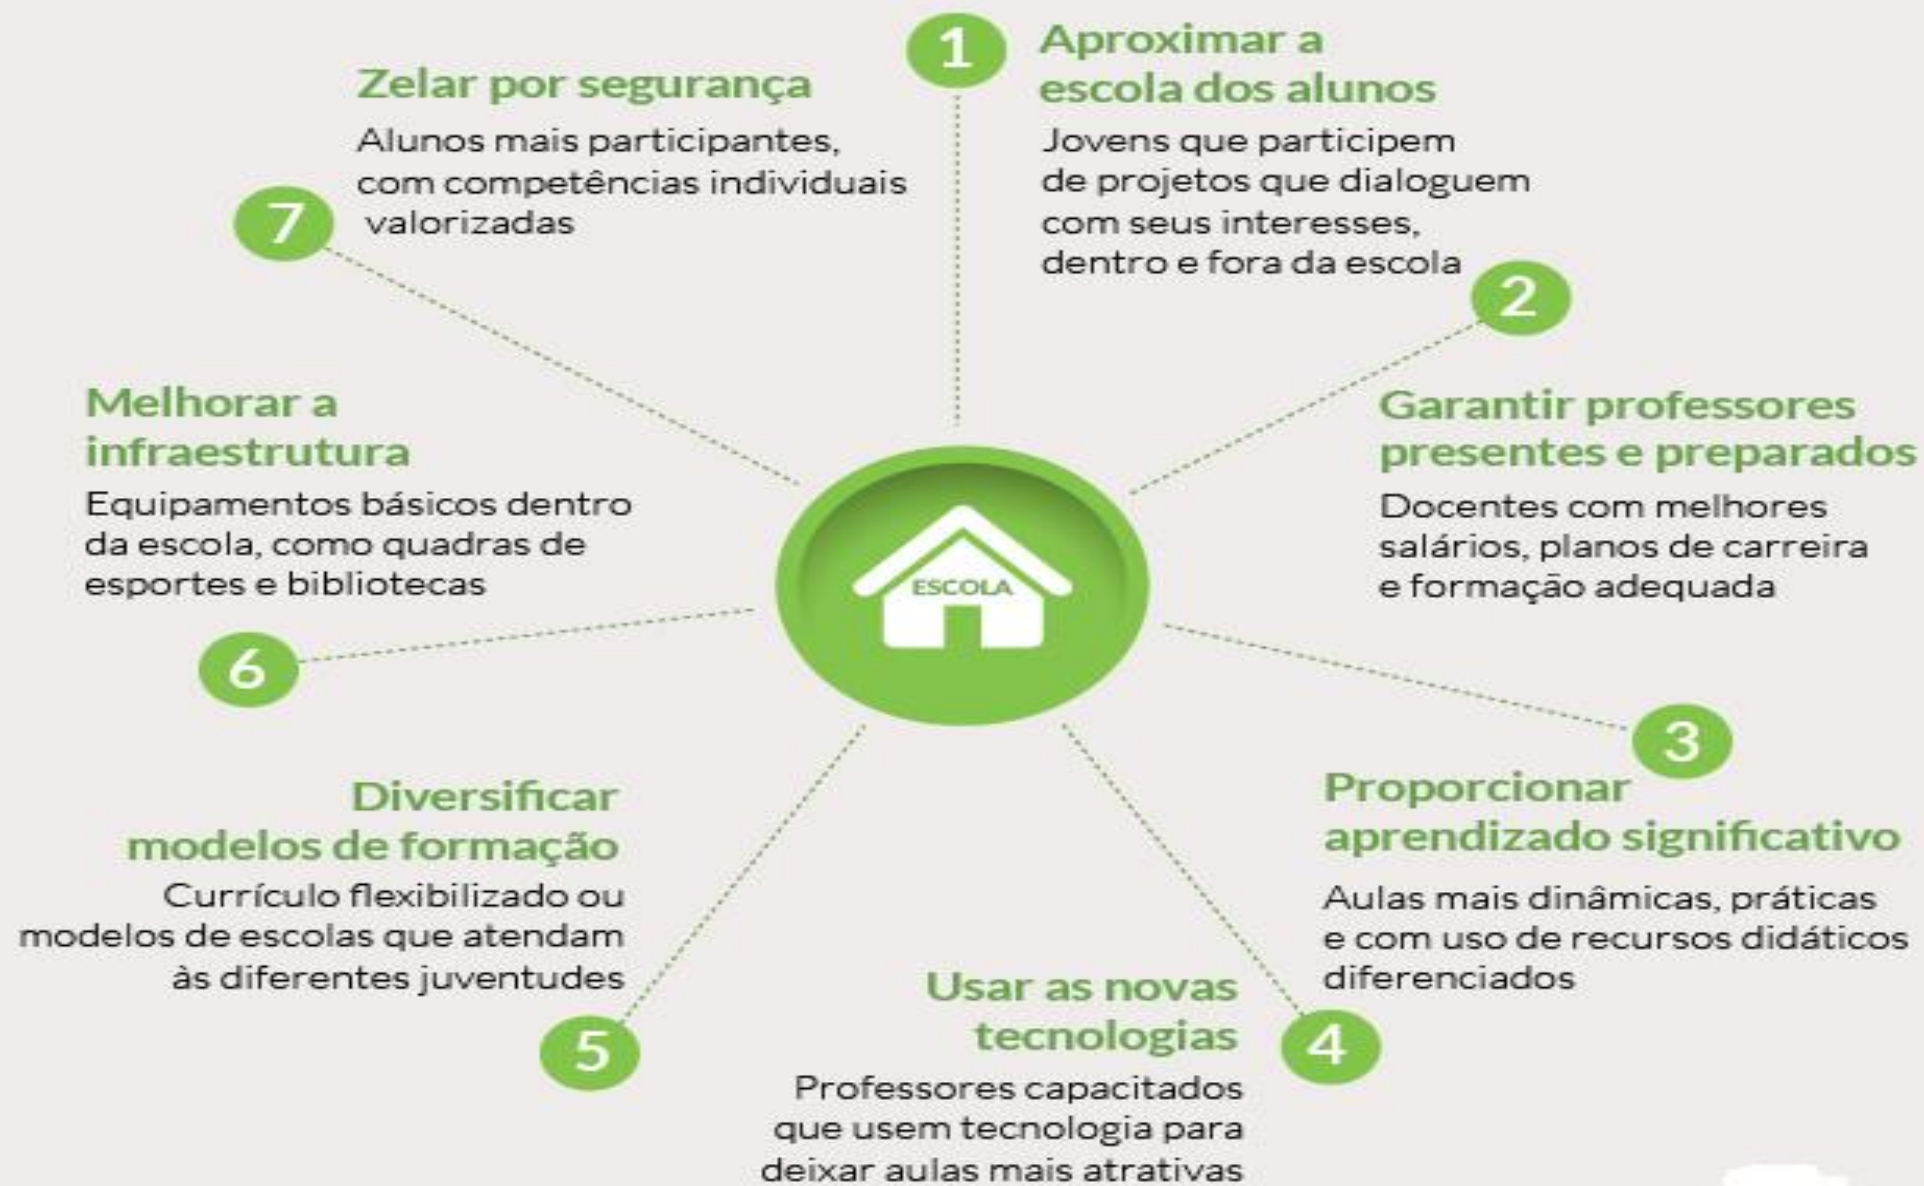 1
Aproximar a
escola dos alunos
Jovens que participem
de projetos que dialoguem
com seus interesses,
dentro e fora da escola
2
Garantir professores
presentes e preparados
Docentes com melhores
salários, planos de carreira
e formação adequada
3
Proporcionar
aprendizado significativo
Aulas mais dinâmicas, práticas
e com uso de recursos didáticos
diferenciados
4
Usar as novas
tecnologias
Professores capacitados
que usem tecnologia para
deixar aulas mais atrativas
5
Diversificar
modelos de formação
Currículo flexibilizado ou
modelos de escolas que atendam
às diferentes juventudes
6
Melhorar a
infraestrutura
Equipamentos básicos dentro
da escola, como quadras de
esportes e bibliotecas
7
Zelar por segurança
Alunos mais participantes,
com competências individuais
valorizadas
ESCOLA